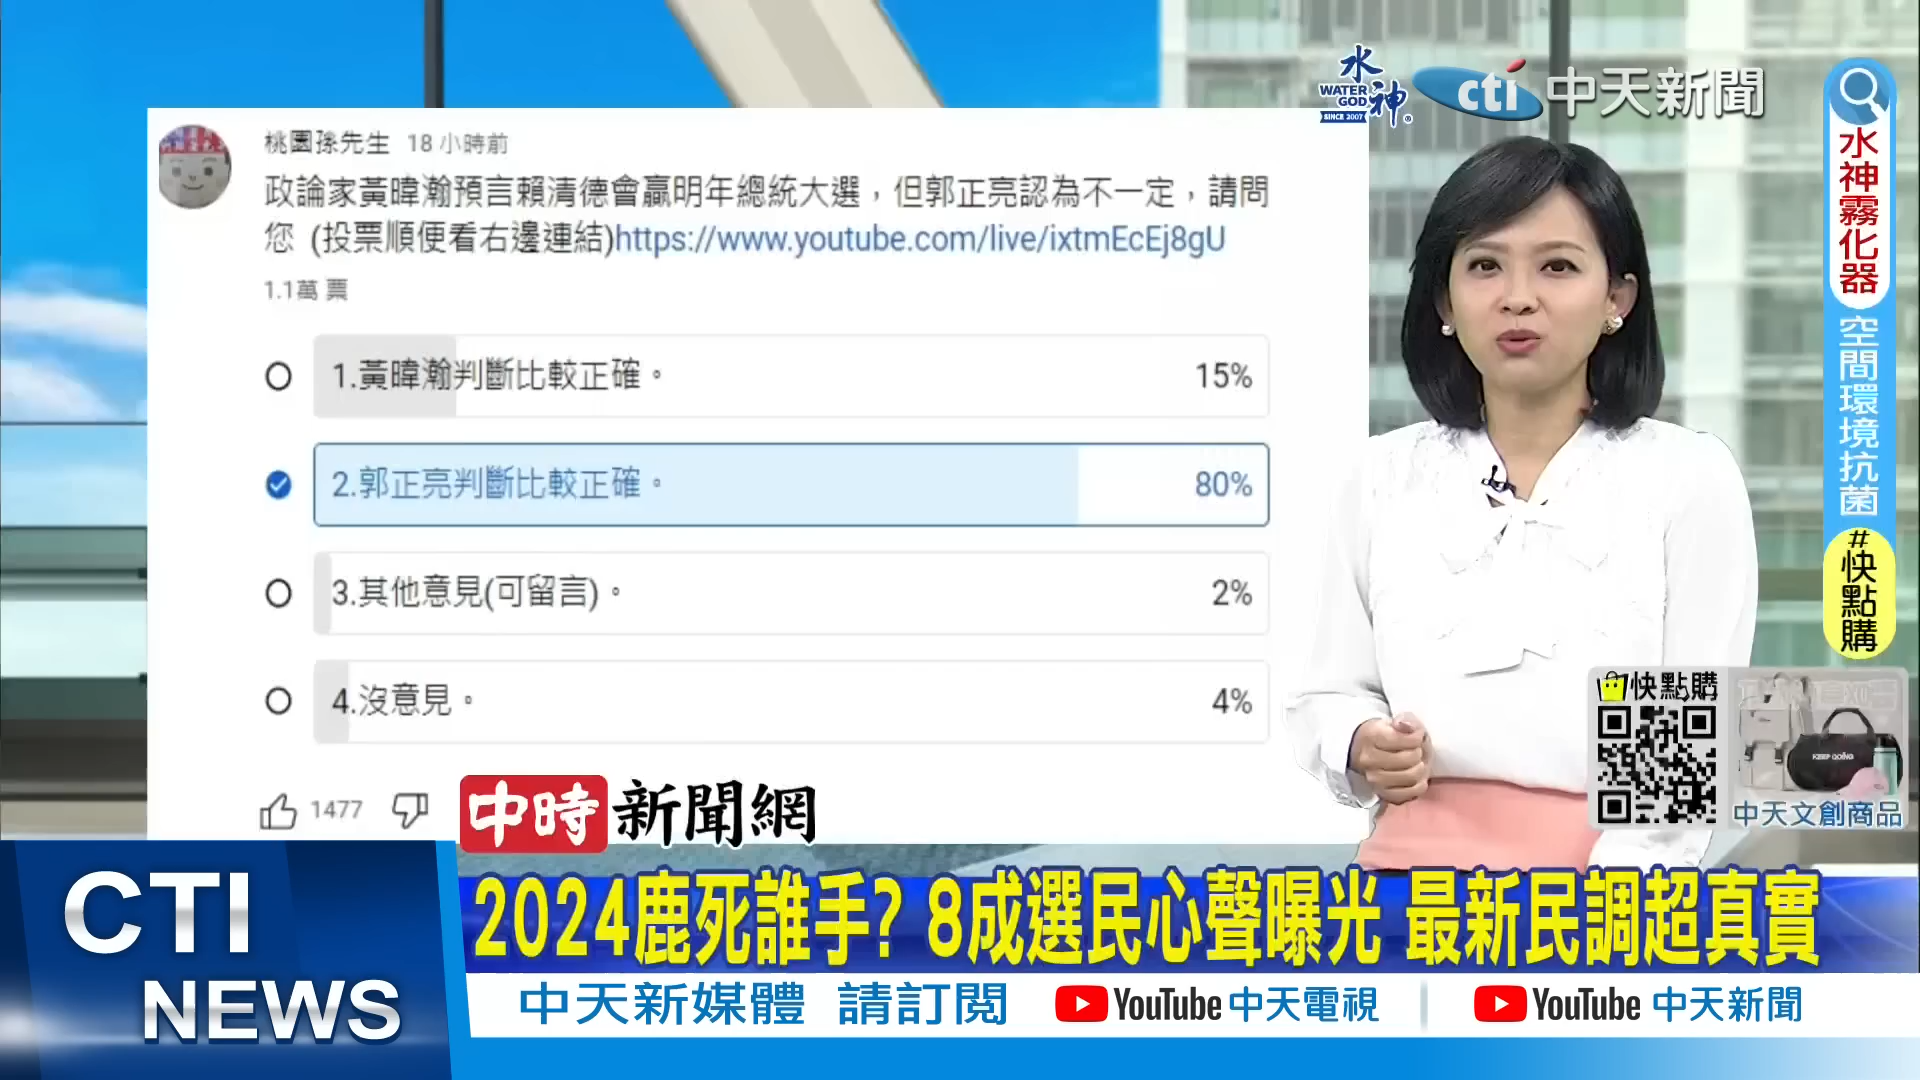 桃園孫先生 18 小時前
政論家黃暐瀚預言賴清德會贏明年總統大選，但郭正亮認為不一定，請問
您 (投票順便看右邊連結)https://www.youtube.com/live/ixtmEcEj8gU
1.1萬 票
1.黃暐瀚判斷比較正確。 15%
2.郭正亮判斷比較正確。 80%
3.其他意見(可留言)。 2%
4.沒意見。 4%
1477
中時新聞網
水神
WATER GOD
SINCE 2007
cti 中天新聞
水神霧化器 空間環境抗菌
#快點購
快點購
KEEP GOING
中天文創商品
CTI NEWS
2024鹿死誰手? 8成選民心聲曝光 最新民調超真實
中天新媒體 請訂閱 YouTube 中天電視 YouTube 中天新聞